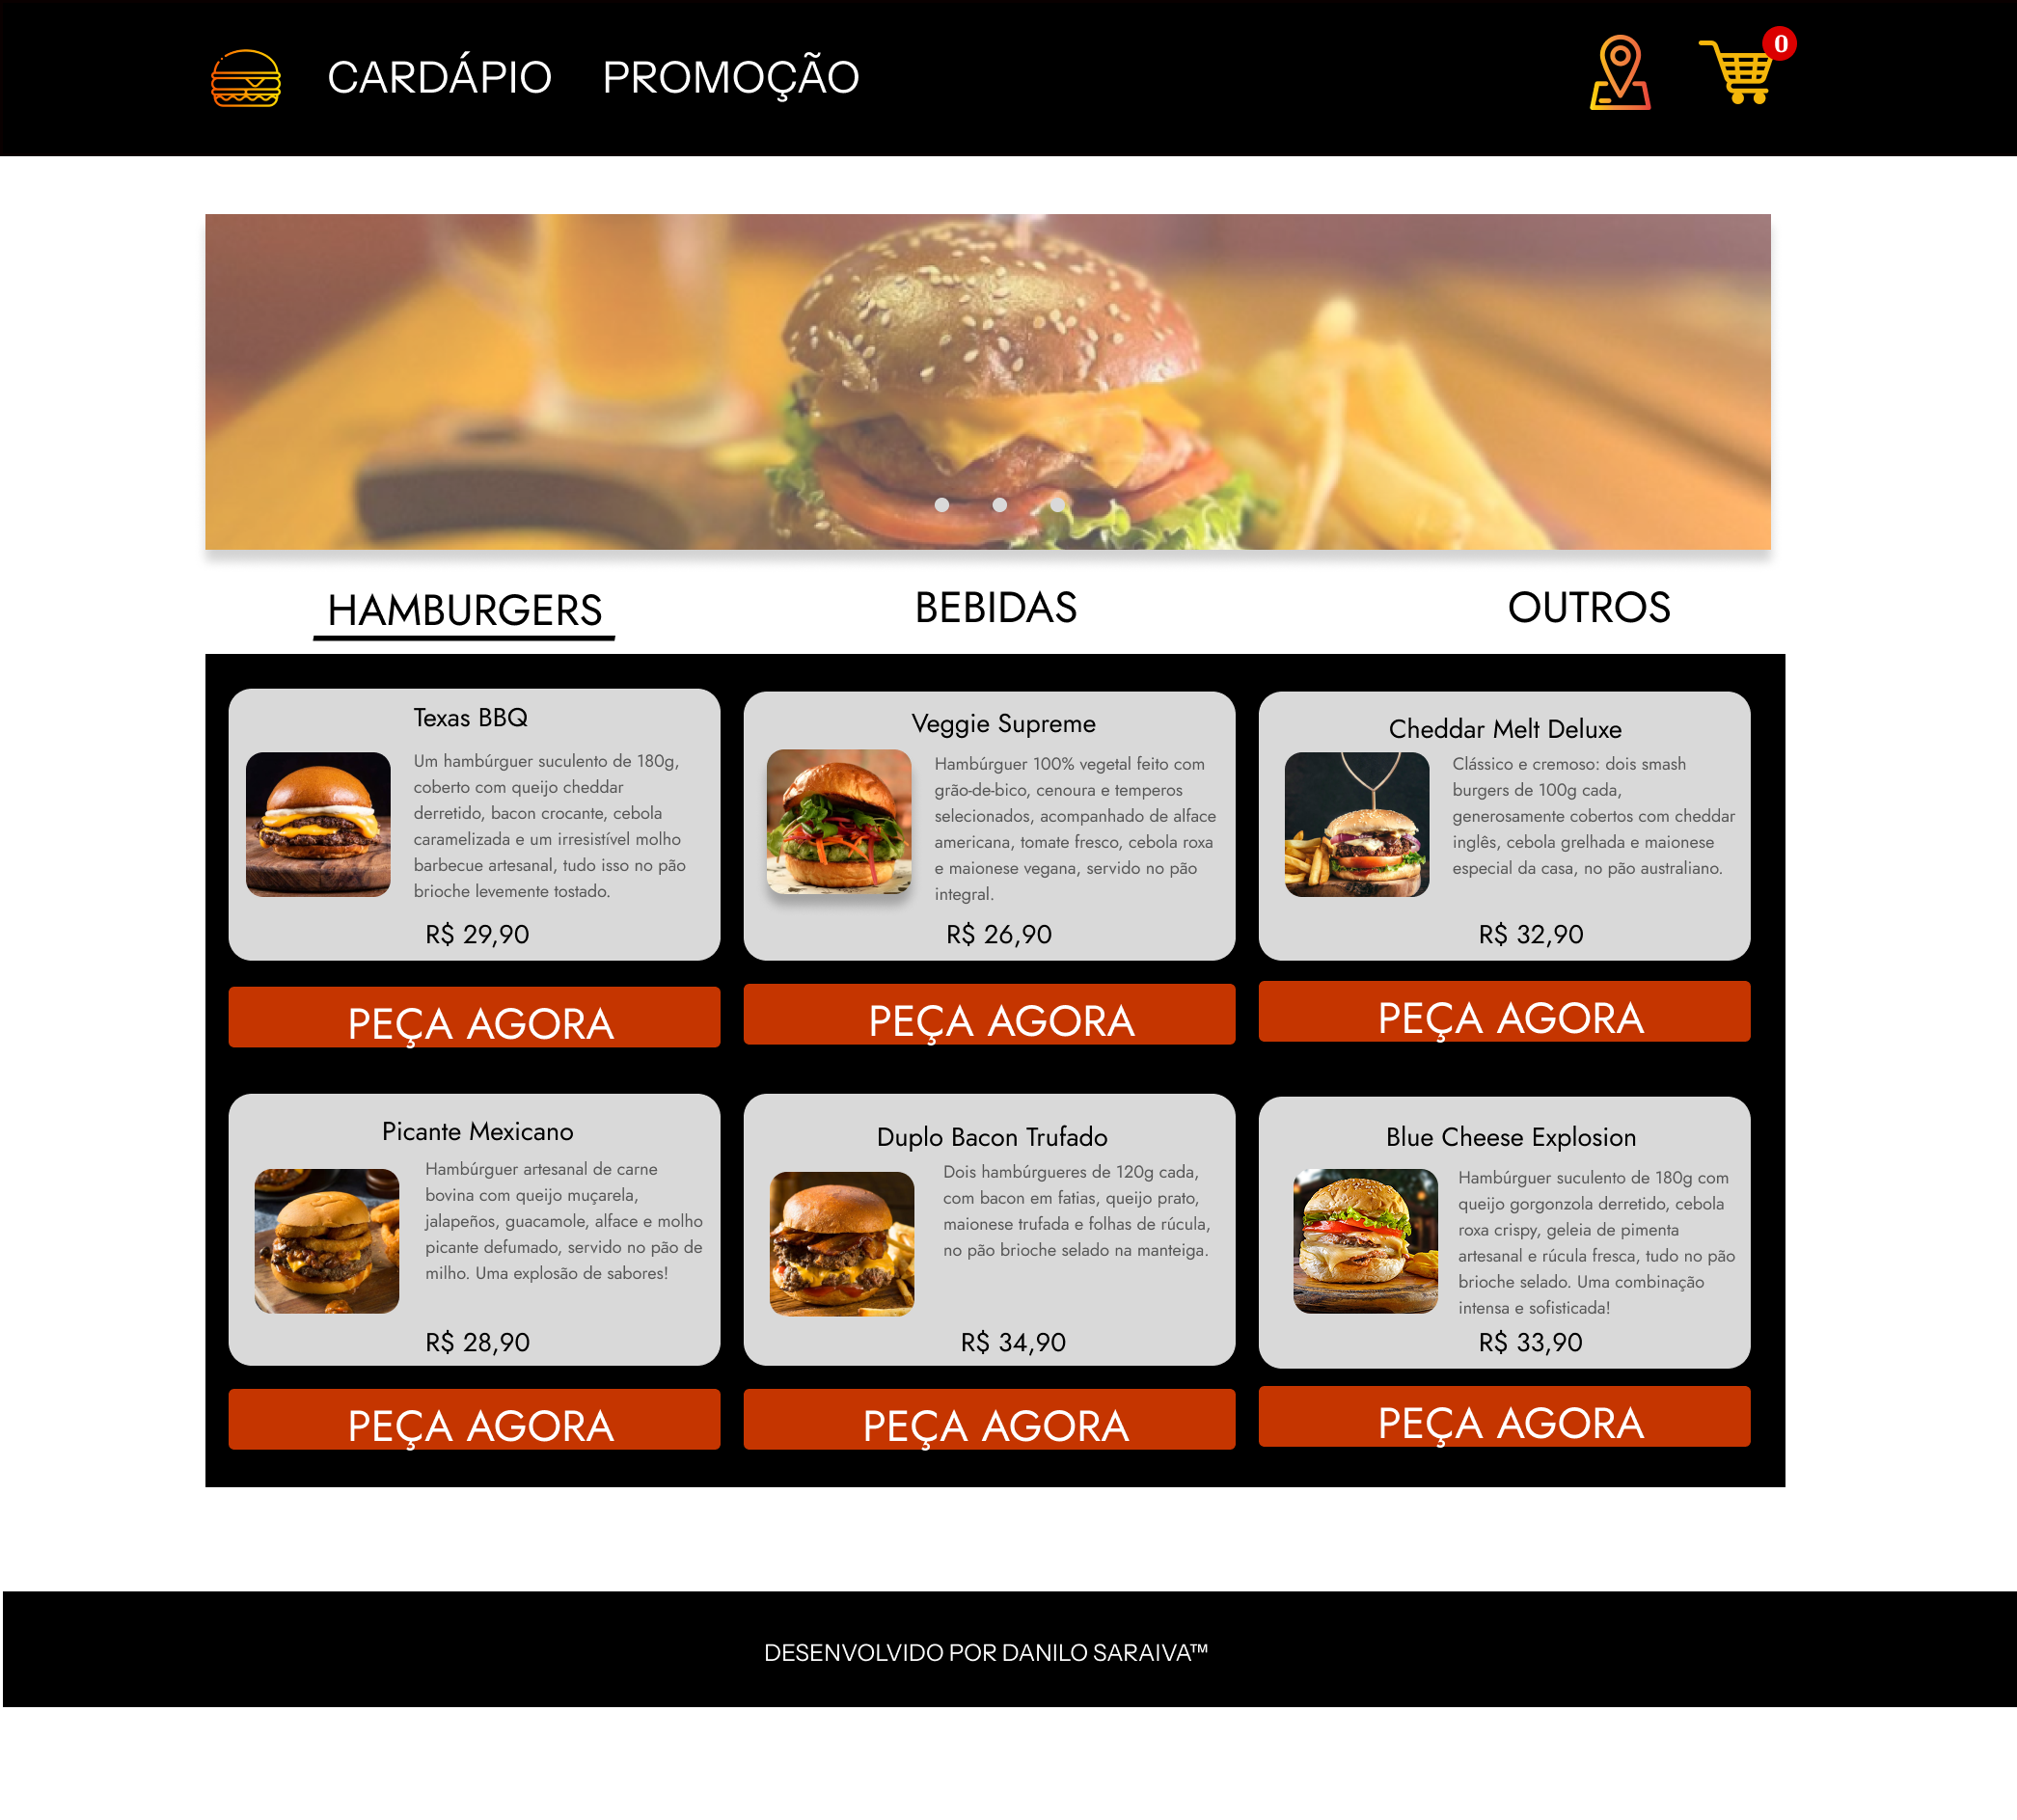 CARDÁPIO PROMOÇÃO 0
HAMBURGERS BEBIDAS OUTROS
Texas BBQ
Um hambúrguer suculento de 180g,
coberto com queijo cheddar
derretido, bacon crocante, cebola
caramelizada e um irresistível molho
barbecue artesanal, tudo isso no pão
brioche levemente tostado.
R$ 29,90
PEÇA AGORA
Veggie Supreme
Hambúrguer 100% vegetal feito com
grão-de-bico, cenoura e temperos
selecionados, acompanhado de alface
americana, tomate fresco, cebola roxa
e maionese vegana, servido no pão
integral.
R$ 26,90
PEÇA AGORA
Cheddar Melt Deluxe
Clássico e cremoso: dois smash
burgers de 100g cada,
generosamente cobertos com cheddar
inglês, cebola grelhada e maionese
especial da casa, no pão australiano.
R$ 32,90
PEÇA AGORA
Picante Mexicano
Hambúrguer artesanal de carne
bovina com queijo muçarela,
jalapeños, guacamole, alface e molho
picante defumado, servido no pão de
milho. Uma explosão de sabores!
R$ 28,90
PEÇA AGORA
Duplo Bacon Trufado
Dois hambúrgueres de 120g cada,
com bacon em fatias, queijo prato,
maionese trufada e folhas de rúcula,
no pão brioche selado na manteiga.
R$ 34,90
PEÇA AGORA
Blue Cheese Explosion
Hambúrguer suculento de 180g com
queijo gorgonzola derretido, cebola
roxa crispy, geleia de pimenta
artesanal e rúcula fresca, tudo no pão
brioche selado. Uma combinação
intensa e sofisticada!
R$ 33,90
PEÇA AGORA
DESENVOLVIDO POR DANILO SARAIVA™